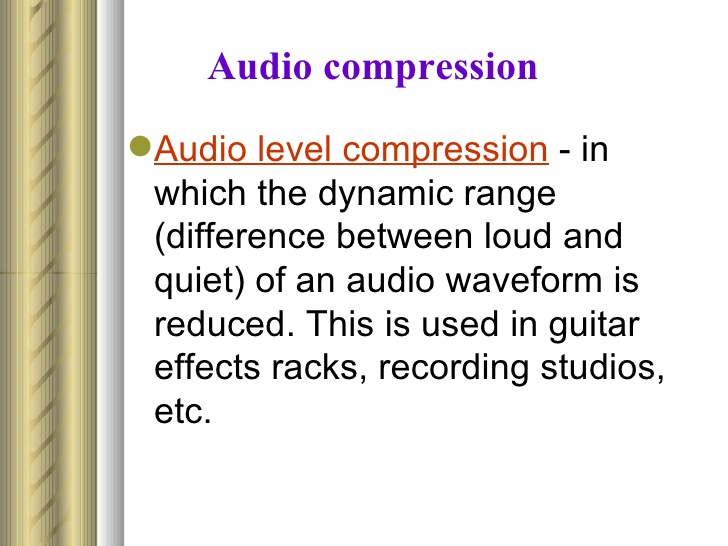 Audio compression
Audio level compression - in
which the dynamic range
(difference between loud and
quiet) of an audio waveform is
reduced. This is used in guitar
effects racks, recording studios,
etc.